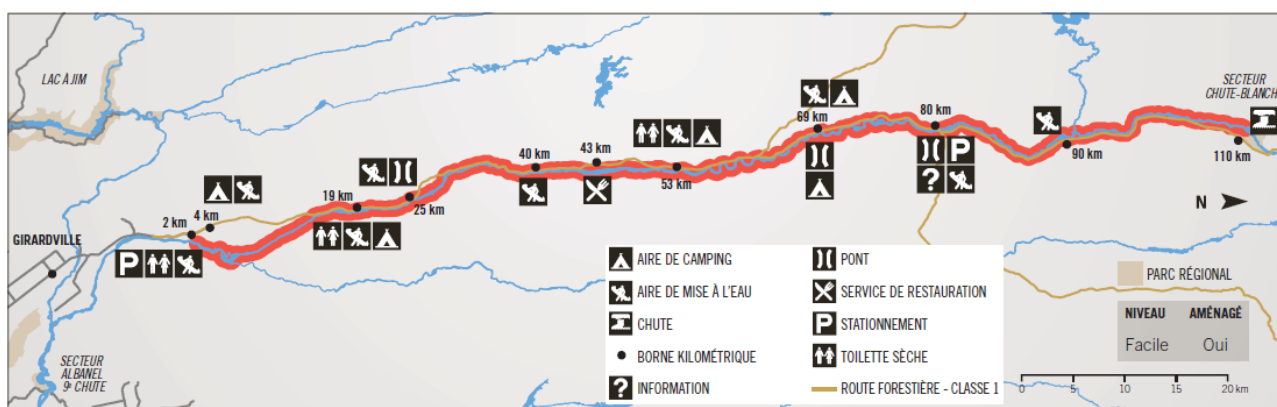 LAC À JIM
GIRARDVILLE
SECTEUR
ALBANEL
9e CHUTE
2 km
4 km
19 km
25 km
40 km
43 km
53 km
69 km
80 km
90 km
110 km
SECTEUR
CHUTE-BLANCHE
N
P
P
?
AIRE DE CAMPING
AIRE DE MISE À L'EAU
CHUTE
BORNE KILOMÉTRIQUE
? INFORMATION
PONT
SERVICE DE RESTAURATION
P STATIONNEMENT
TOILETTE SÈCHE
ROUTE FORESTIÈRE - CLASSE 1
PARC RÉGIONAL
NIVEAU AMÉNAGÉ
Facile Oui
0 5 10 15 20 km